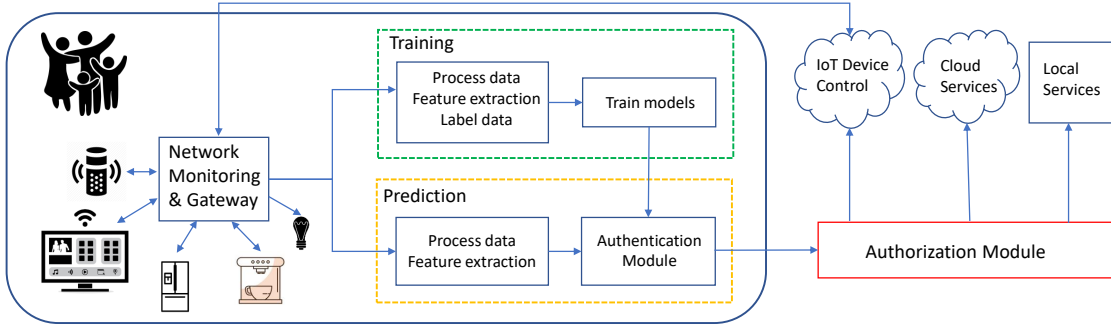 Training
Process data
Feature extraction
Label data
Train models
IoT Device
Control
Cloud
Services
Local
Services
Network
Monitoring
& Gateway
Prediction
Process data
Feature extraction
Authentication
Module
Authorization Module